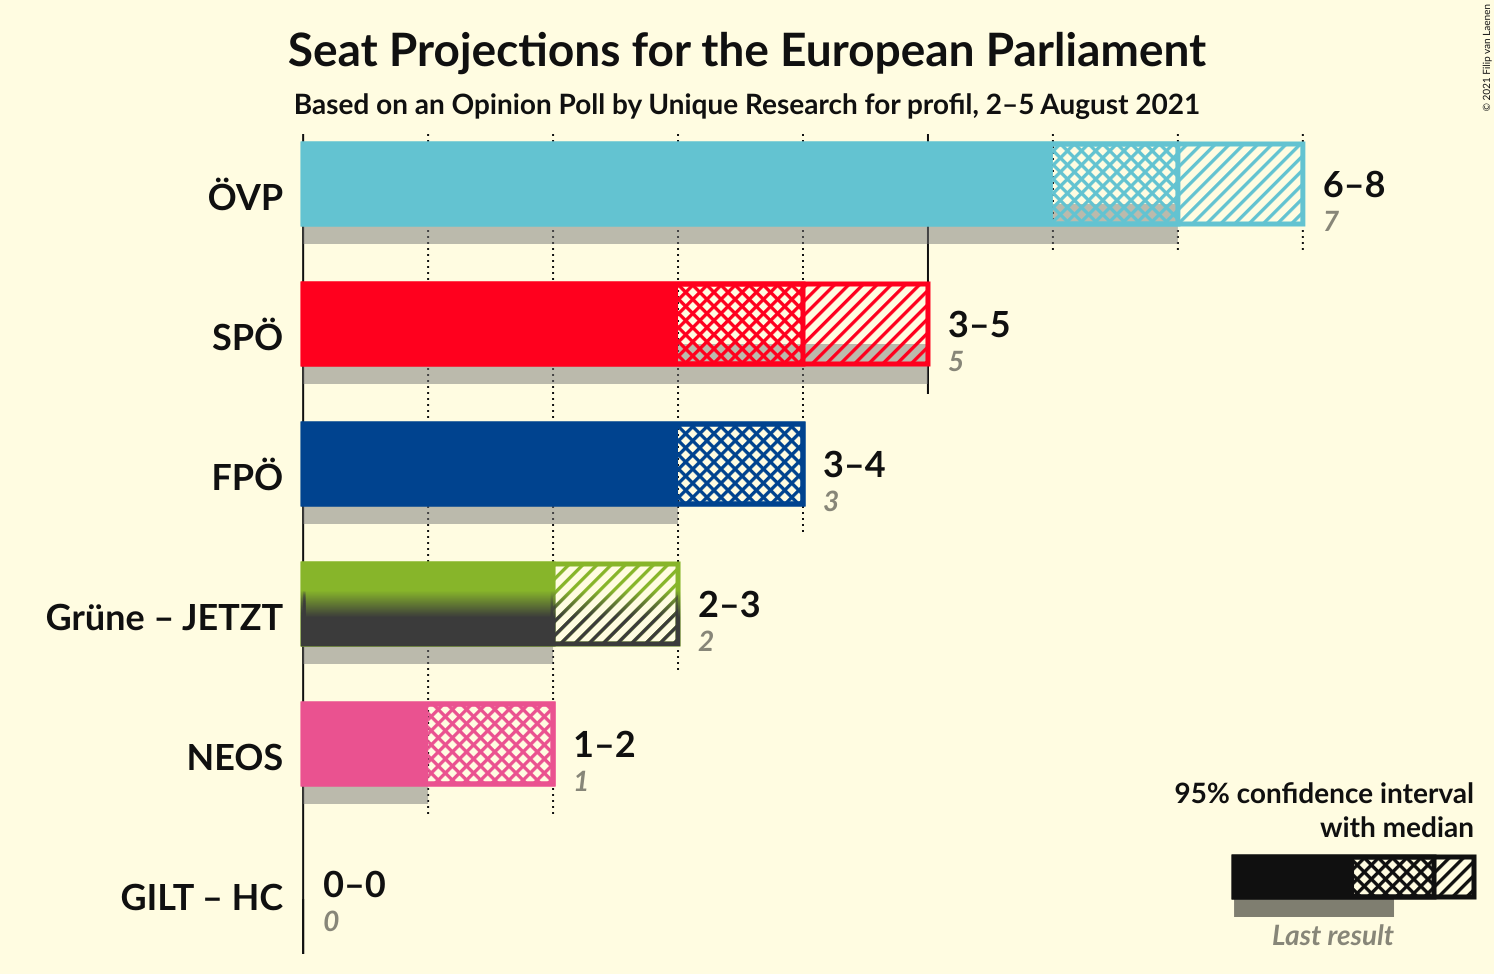 Seat Projections for the European Parliament
Based on an Opinion Poll by Unique Research for profil, 2–5 August 2021
© 2021 Filip van Laenen
ÖVP
6–8
7
SPÖ
3–5
5
FPÖ
3–4
3
Grüne – JETZT
2–3
2
NEOS
1–2
1
GILT – HC
0–0
0
95% confidence interval
with median
Last result